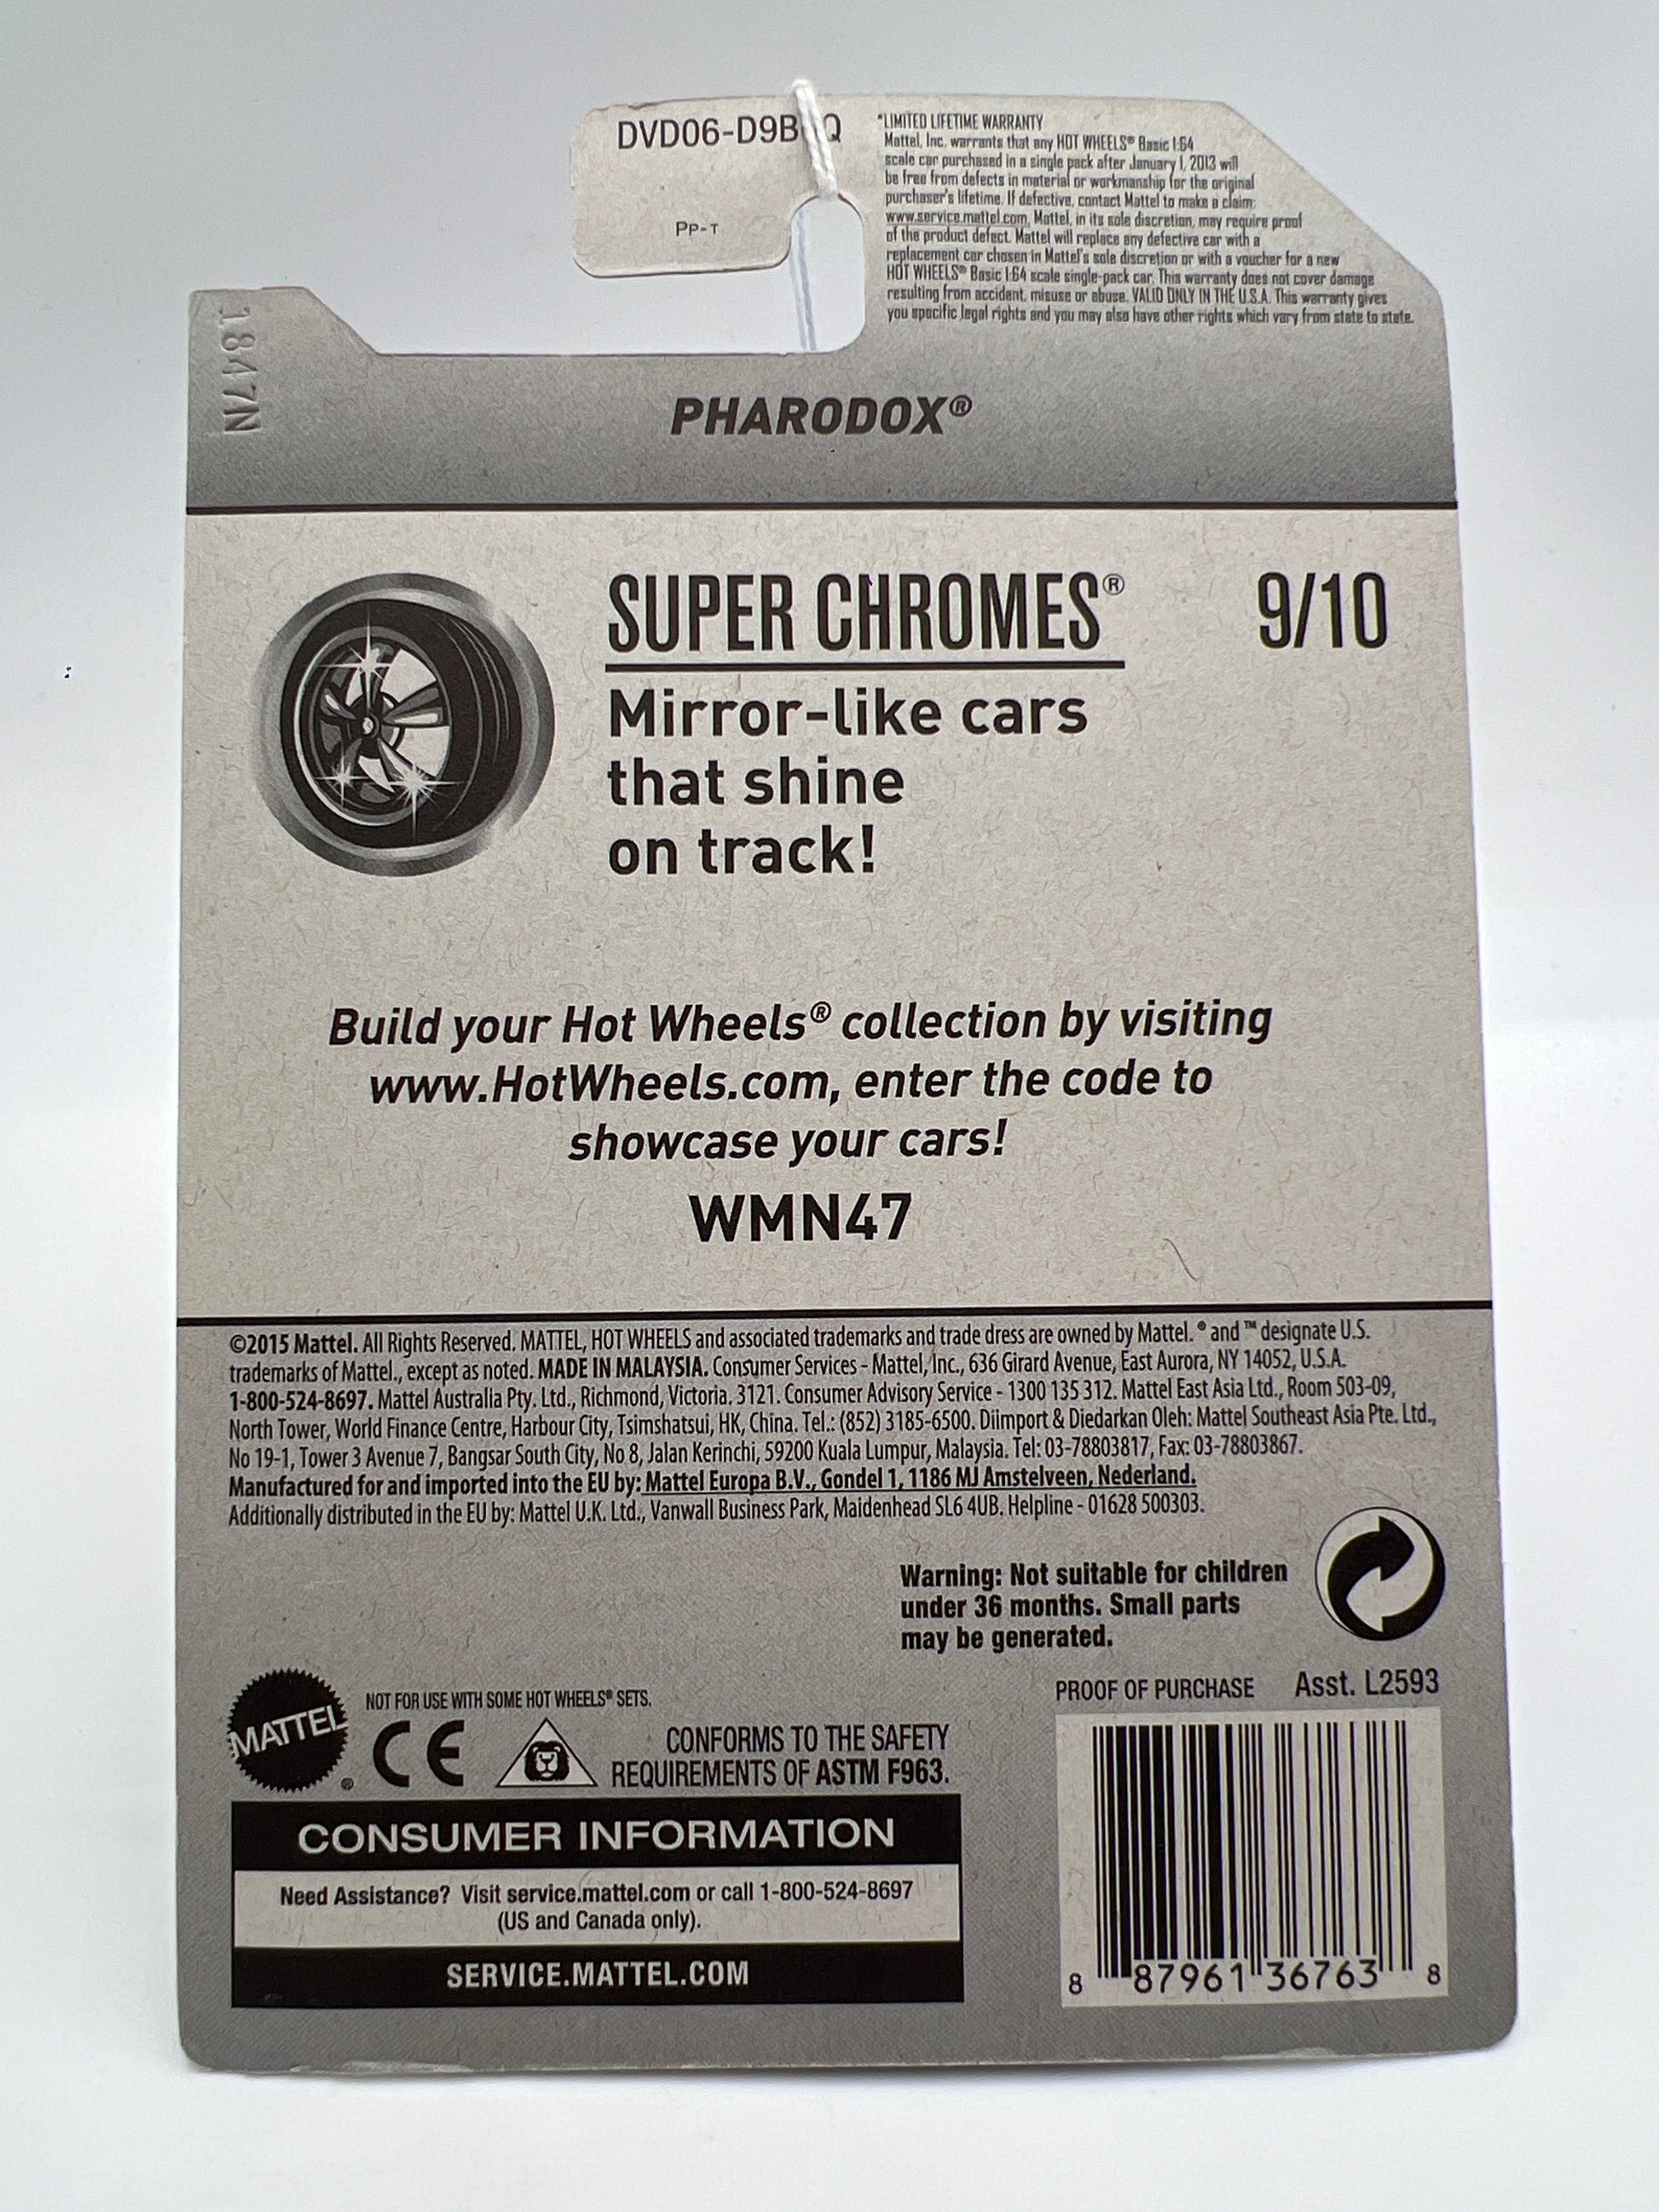 DVD06-D9B Q
PP-T
*LIMITED LIFETIME WARRANTY
Mattel, Inc. warrants that any HOT WHEELS® Basic 1:64
scale car purchased in a single pack after January 1, 2013 will
be free from defects in material or workmanship for the original
purchaser's lifetime. If defective, contact Mattel to make a claim:
www.service.mattel.com. Mattel, in its sole discretion, may require proof
of the product defect. Mattel will replace any defective car with a
replacement car chosen in Mattel's sole discretion or with a voucher for a new
HOT WHEELS® Basic 1:64 scale single-pack car. This warranty does not cover damage
resulting from accident, misuse or abuse. VALID ONLY IN THE U.S.A. This warranty gives
you specific legal rights and you may also have other rights which vary from state to state.
1847N
PHARODOX®
SUPER CHROMES® 9/10
Mirror-like cars
that shine
on track!
Build your Hot Wheels® collection by visiting
www.HotWheels.com, enter the code to
showcase your cars!
WMN47
©2015 Mattel. All Rights Reserved. MATTEL, HOT WHEELS and associated trademarks and trade dress are owned by Mattel. ® and ™ designate U.S.
trademarks of Mattel., except as noted. MADE IN MALAYSIA. Consumer Services - Mattel, Inc., 636 Girard Avenue, East Aurora, NY 14052, U.S.A.
1-800-524-8697. Mattel Australia Pty. Ltd., Richmond, Victoria. 3121. Consumer Advisory Service - 1300 135 312. Mattel East Asia Ltd., Room 503-09,
North Tower, World Finance Centre, Harbour City, Tsimshatsui, HK, China. Tel.: (852) 3185-6500. Diimport & Diedarkan Oleh: Mattel Southeast Asia Pte. Ltd.,
No 19-1, Tower 3 Avenue 7, Bangsar South City, No 8, Jalan Kerinchi, 59200 Kuala Lumpur, Malaysia. Tel: 03-78803817, Fax: 03-78803867.
Manufactured for and imported into the EU by: Mattel Europa B.V., Gondel 1, 1186 MJ Amstelveen, Nederland.
Additionally distributed in the EU by: Mattel U.K. Ltd., Vanwall Business Park, Maidenhead SL6 4UB. Helpline - 01628 500303.
Warning: Not suitable for children
under 36 months. Small parts
may be generated.
PROOF OF PURCHASE Asst. L2593
NOT FOR USE WITH SOME HOT WHEELS® SETS.
MATTEL®
CE
CONFORMS TO THE SAFETY
REQUIREMENTS OF ASTM F963.
CONSUMER INFORMATION
Need Assistance? Visit service.mattel.com or call 1-800-524-8697
(US and Canada only).
SERVICE.MATTEL.COM
8 87961 36763 8